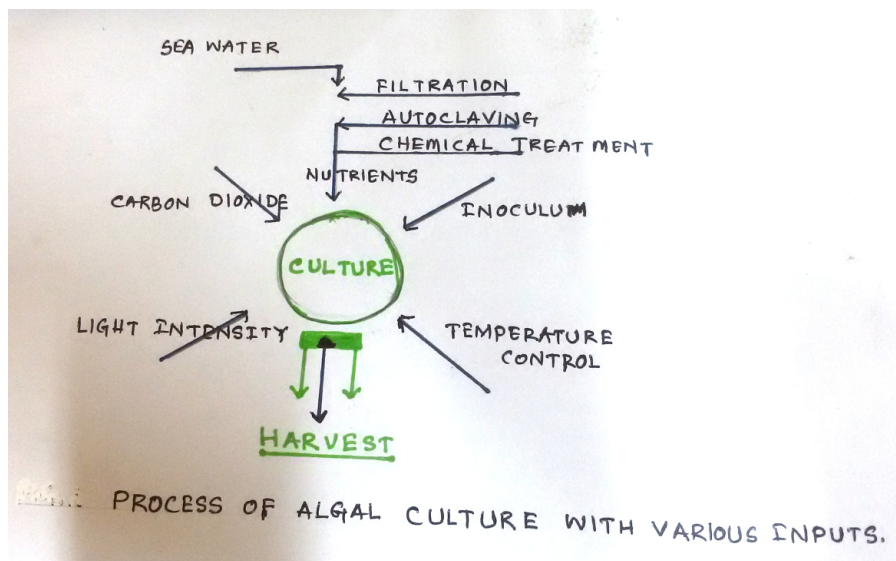 SEA WATER
FILTRATION
AUTOCLAVING
CHEMICAL TREATMENT
NUTRIENTS
CARBON DIOXIDE
INOCULUM
CULTURE
LIGHT INTENSITY
TEMPERATURE
CONTROL
HARVEST
PROCESS OF ALGAL CULTURE WITH VARIOUS INPUTS.